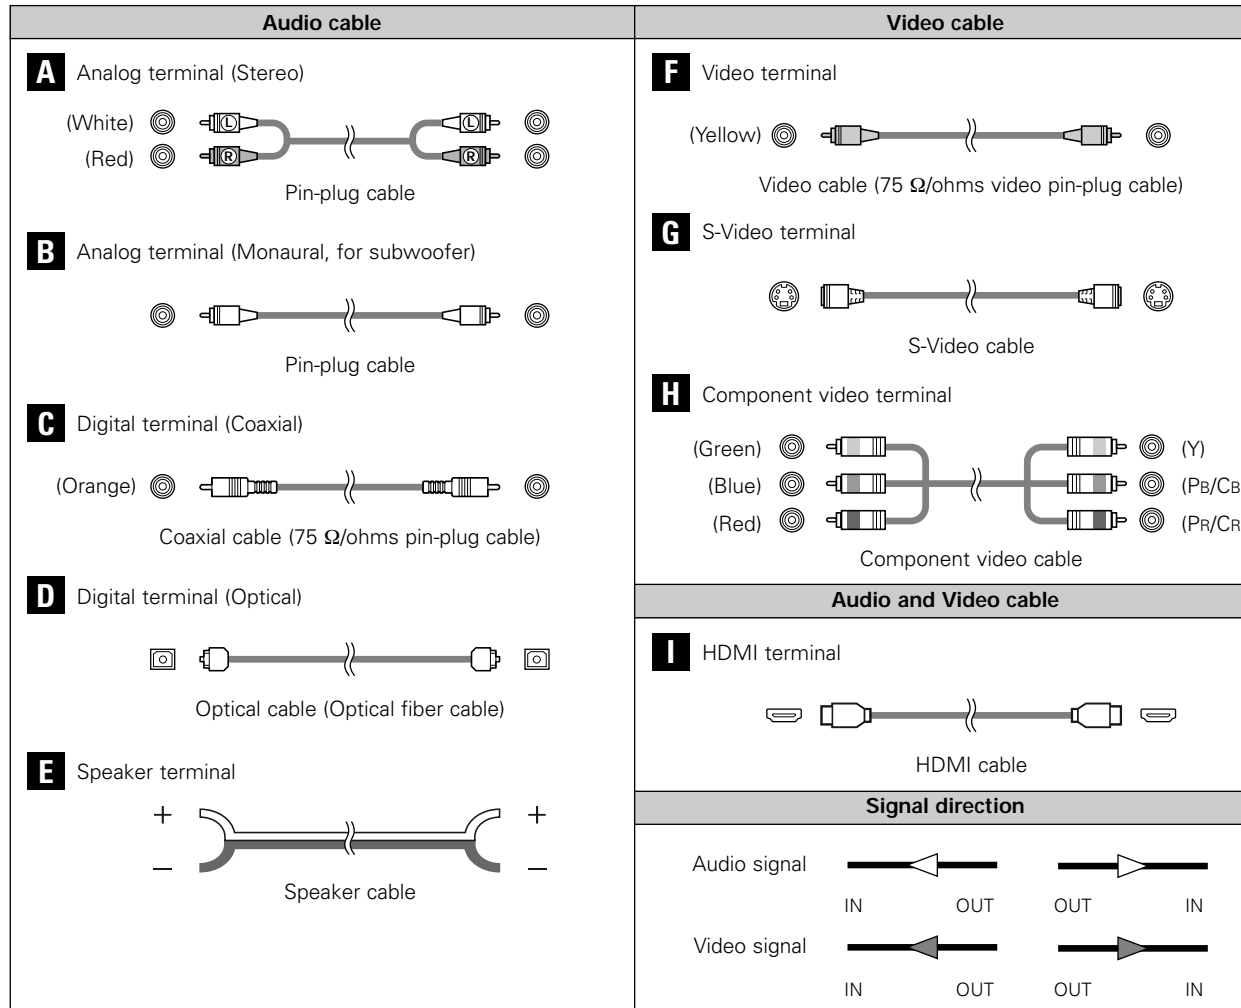 Audio cable
A Analog terminal (Stereo)
(White) L L
(Red) R R
Pin-plug cable
B Analog terminal (Monaural, for subwoofer)
Pin-plug cable
C Digital terminal (Coaxial)
(Orange)
Coaxial cable (75 Ω/ohms pin-plug cable)
D Digital terminal (Optical)
Optical cable (Optical fiber cable)
E Speaker terminal
+ +
– –
Speaker cable
Video cable
F Video terminal
(Yellow)
Video cable (75 Ω/ohms video pin-plug cable)
G S-Video terminal
S-Video cable
H Component video terminal
(Green) (Y)
(Blue) (PB/CB
(Red) (PR/CR
Component video cable
Audio and Video cable
I HDMI terminal
HDMI cable
Signal direction
Audio signal
IN OUT OUT IN
Video signal
IN OUT OUT IN